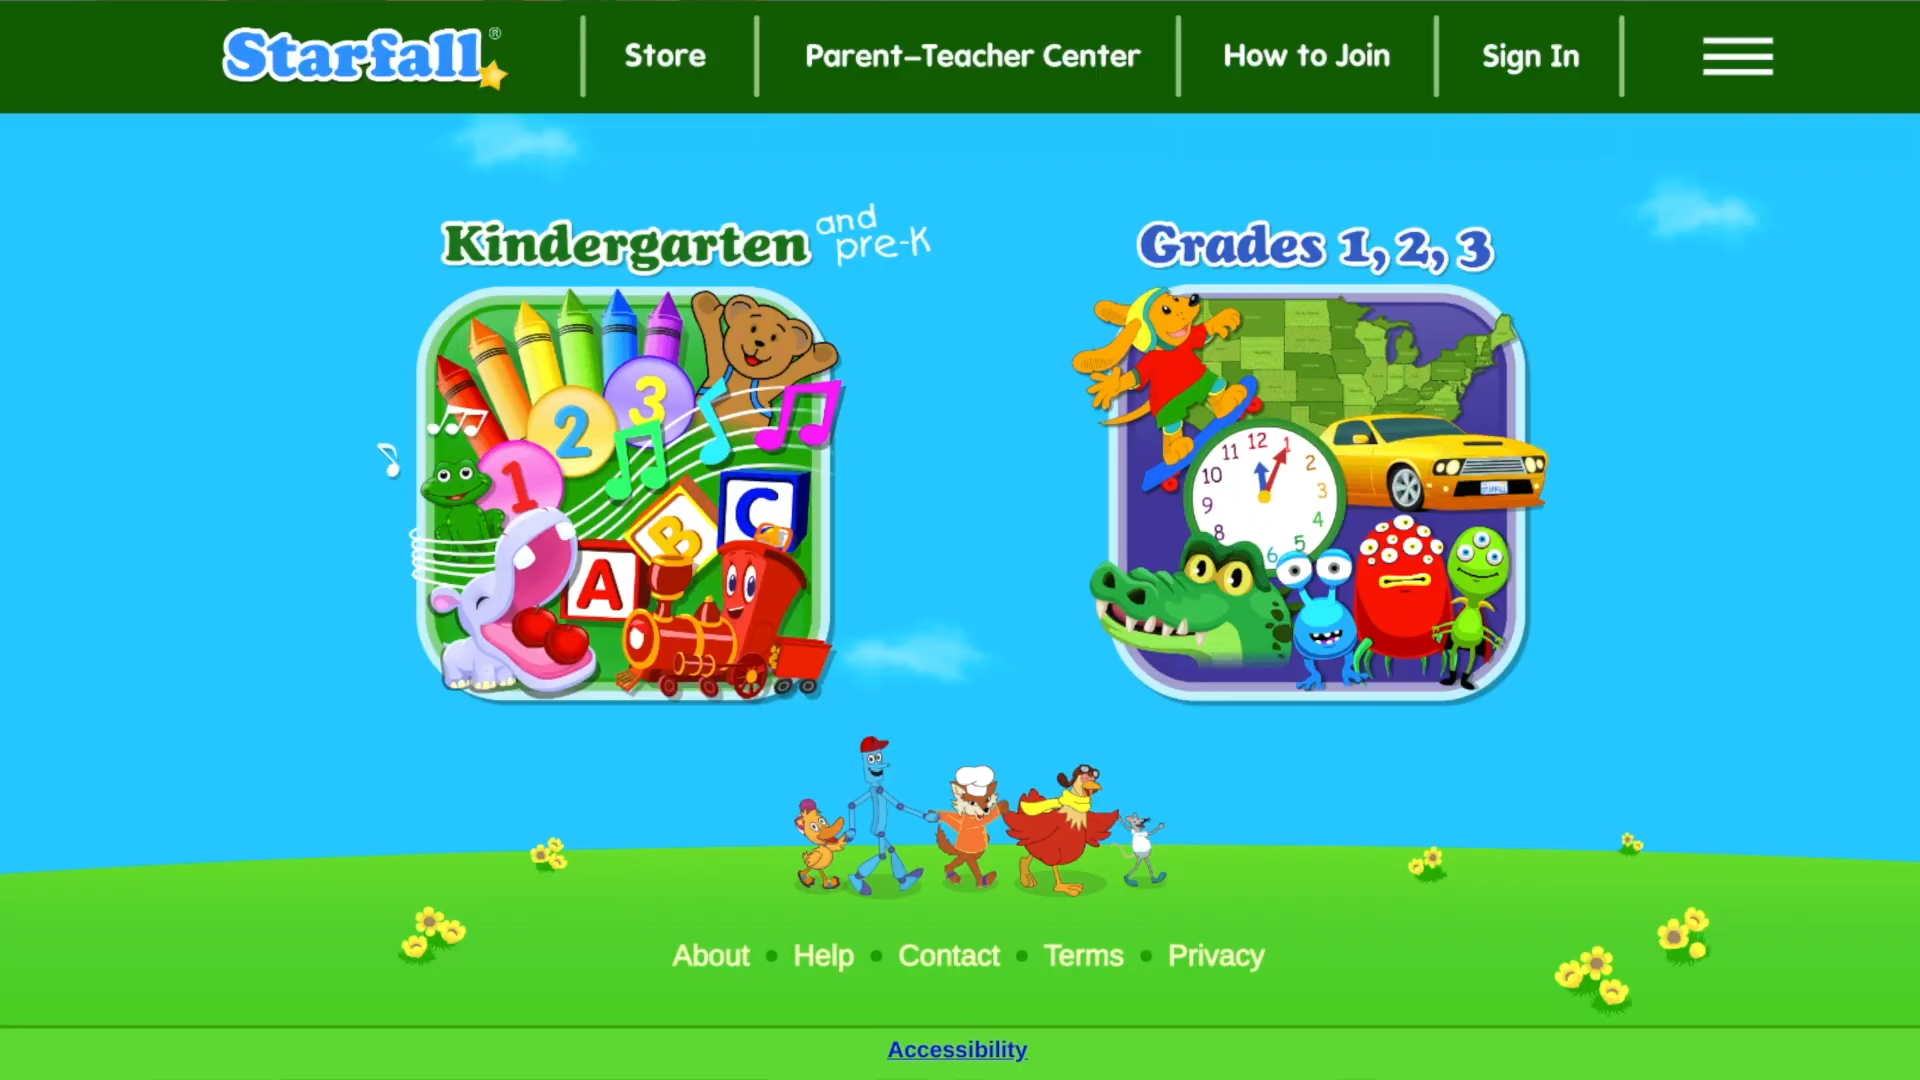 Starfall®
Store
Parent–Teacher Center
How to Join
Sign In
Kindergarten and pre-K
Grades 1, 2, 3
1
2
3
A
B
C
12
1
2
3
4
5
6
8
9
10
11
About • Help • Contact • Terms • Privacy
Accessibility